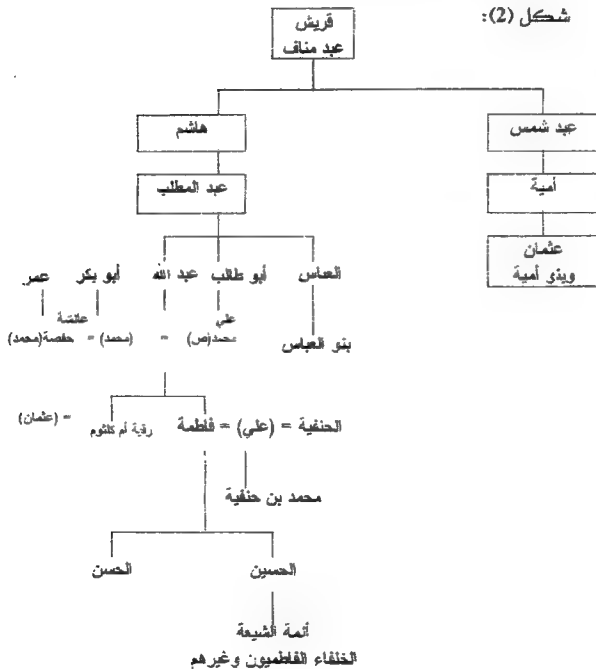 شكل (2):
قريش
عبد مناف
عبد شمس
هاشم
أمية
عبد المطلب
عثمان
وبذي أمية
العباس أبو طالب عبد الله أبو بكر عمر
علي عائشة
محمد(ص) = (محمد) = حفصة(محمد)
بنو العباس
الحنفية = (علي) = فاطمة رقية أم كلثوم = (عثمان)
محمد بن حنفية
الحسين الحسن
أئمة الشيعة
الخلفاء الفاطميون وغيرهم